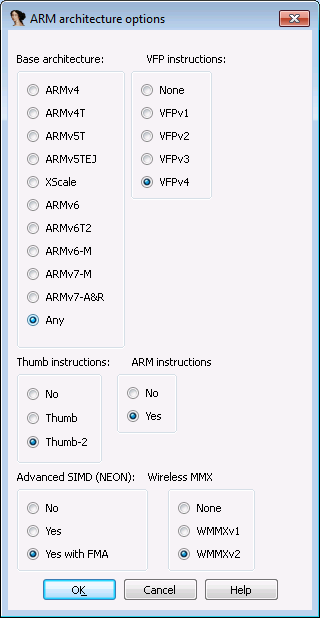 ARM architecture options
Base architecture:
ARMv4
ARMv4T
ARMv5T
ARMv5TEJ
XScale
ARMv6
ARMv6T2
ARMv6-M
ARMv7-M
ARMv7-A&R
Any
VFP instructions:
None
VFPv1
VFPv2
VFPv3
VFPv4
Thumb instructions:
No
Thumb
Thumb-2
ARM instructions
No
Yes
Advanced SIMD (NEON):
No
Yes
Yes with FMA
Wireless MMX
None
WMMXv1
WMMXv2
OK
Cancel
Help